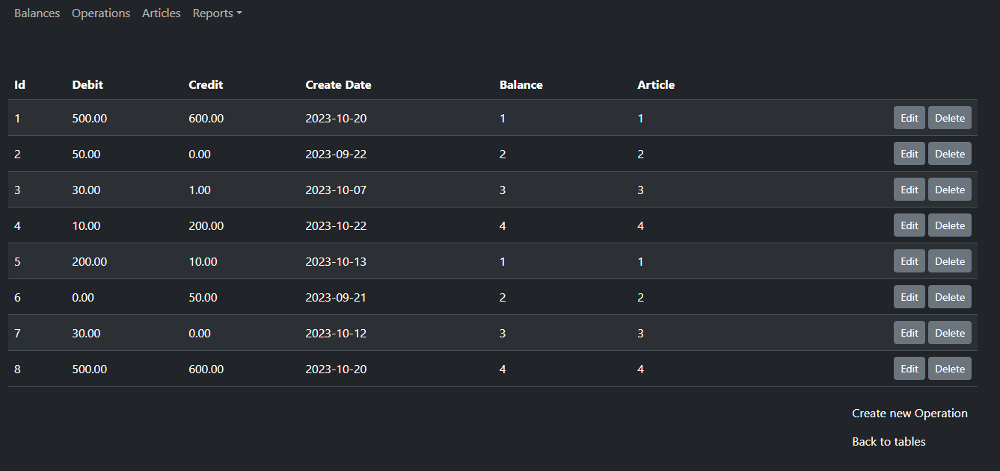 Balances Operations Articles Reports
Id Debit Credit Create Date Balance Article
1 500.00 600.00 2023-10-20 1 1 Edit Delete
2 50.00 0.00 2023-09-22 2 2 Edit Delete
3 30.00 1.00 2023-10-07 3 3 Edit Delete
4 10.00 200.00 2023-10-22 4 4 Edit Delete
5 200.00 10.00 2023-10-13 1 1 Edit Delete
6 0.00 50.00 2023-09-21 2 2 Edit Delete
7 30.00 0.00 2023-10-12 3 3 Edit Delete
8 500.00 600.00 2023-10-20 4 4 Edit Delete
Create new Operation
Back to tables